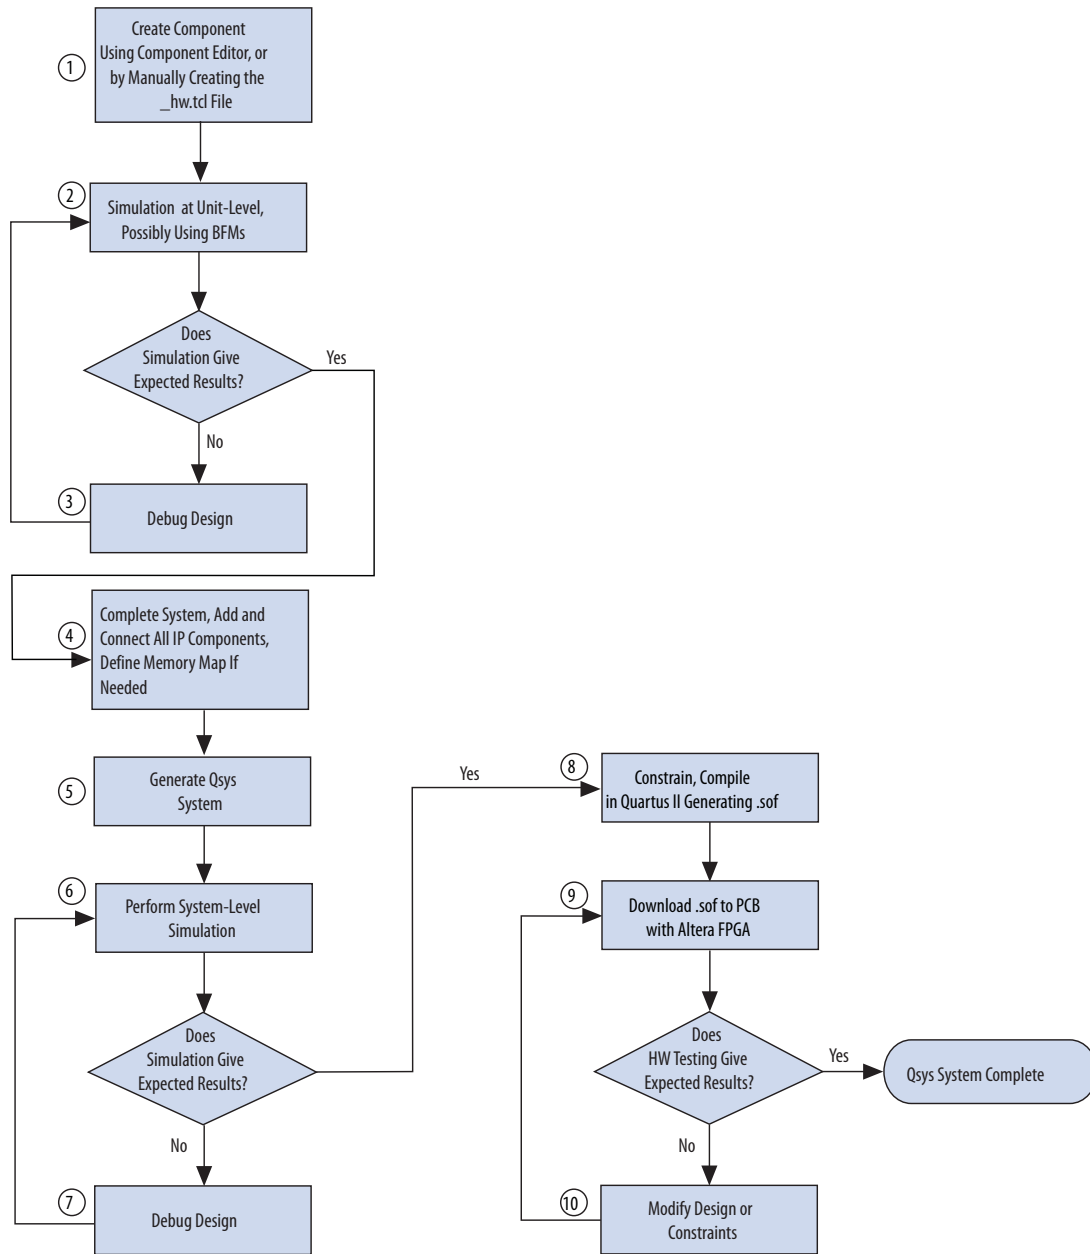 1
Create Component
Using Component Editor, or
by Manually Creating the
_hw.tcl File
2
Simulation at Unit-Level,
Possibly Using BFMs
Does
Simulation Give
Expected Results?
Yes
No
3
Debug Design
4
Complete System, Add and
Connect All IP Components,
Define Memory Map If
Needed
5
Generate Qsys
System
6
Perform System-Level
Simulation
Does
Simulation Give
Expected Results?
Yes
No
7
Debug Design
8
Constrain, Compile
in Quartus II Generating .sof
9
Download .sof to PCB
with Altera FPGA
Does
HW Testing Give
Expected Results?
Yes
Qsys System Complete
No
10
Modify Design or
Constraints